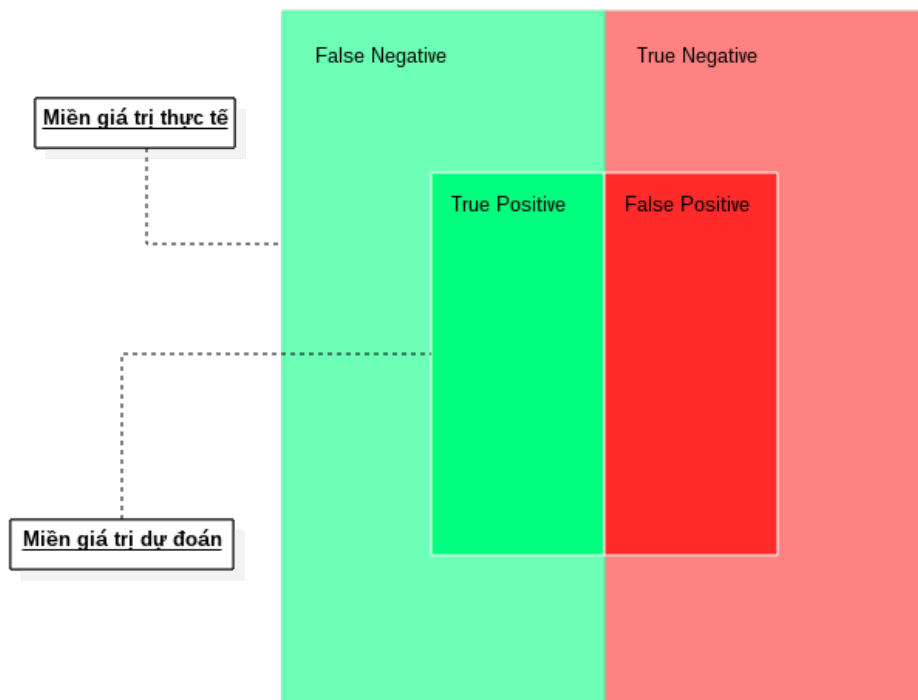 False Negative
True Negative
Miền giá trị thực tế
True Positive
False Positive
Miền giá trị dự đoán